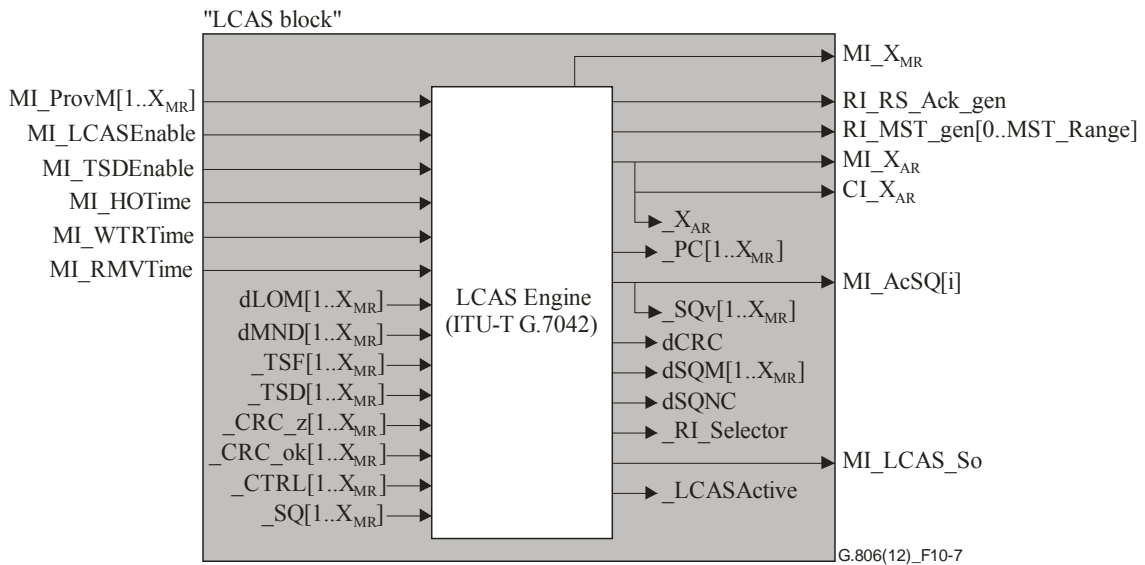 "LCAS block"
MI_ProvM[1..XMR]
MI_LCASEnable
MI_TSDEnable
MI_HOTime
MI_WTRTime
MI_RMVTime
dLOM[1..XMR]
dMND[1..XMR]
_TSF[1..XMR]
_TSD[1..XMR]
_CRC_z[1..XMR]
_CRC_ok[1..XMR]
_CTRL[1..XMR]
_SQ[1..XMR]
LCAS Engine
(ITU-T G.7042)
MI_XMR
RI_RS_Ack_gen
RI_MST_gen[0..MST_Range]
MI_XAR
CI_XAR
_XAR
_PC[1..XMR]
MI_AcSQ[i]
_SQv[1..XMR]
dCRC
dSQM[1..XMR]
dSQNC
_RI_Selector
MI_LCAS_So
_LCASActive
G.806(12)_F10-7